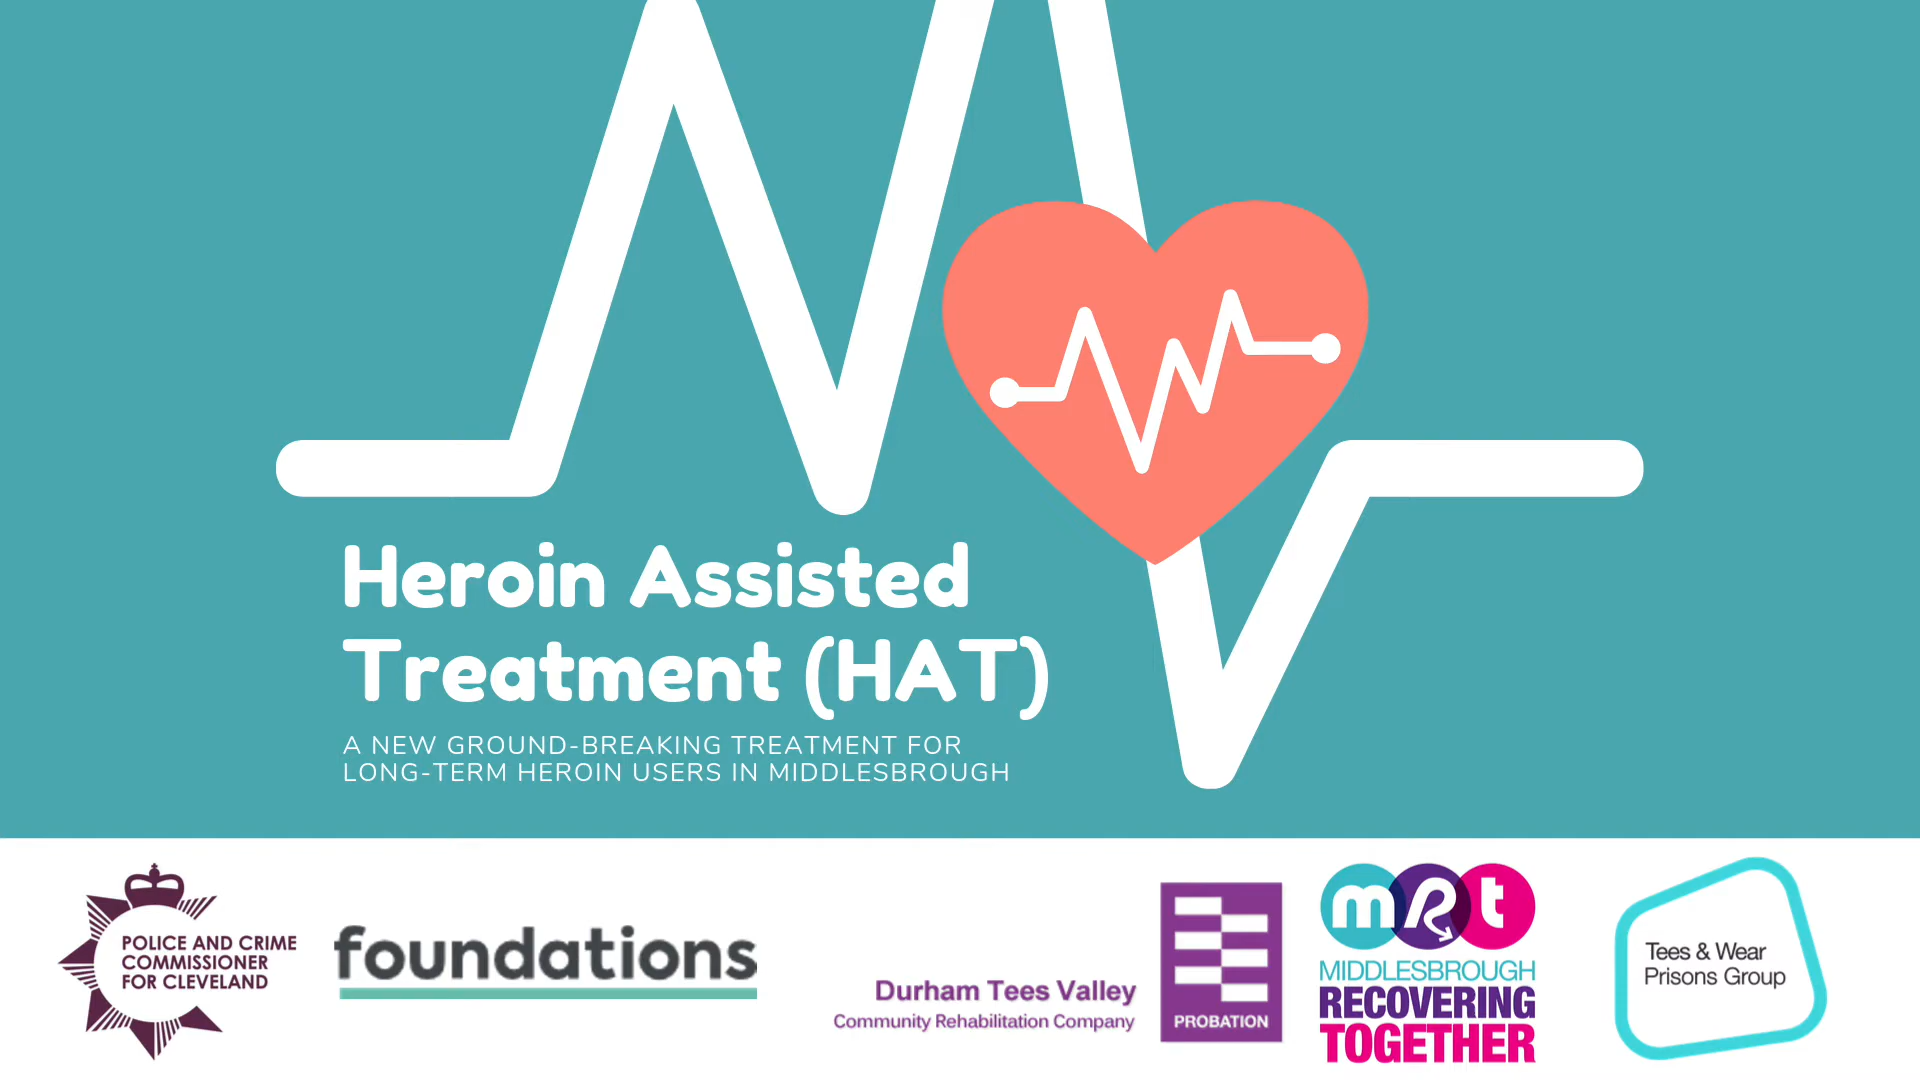 Heroin Assisted
Treatment (HAT)
A NEW GROUND-BREAKING TREATMENT FOR
LONG-TERM HEROIN USERS IN MIDDLESBROUGH
POLICE AND CRIME
COMMISSIONER
FOR CLEVELAND
foundations
Durham Tees Valley
Community Rehabilitation Company
PROBATION
mRt
MIDDLESBROUGH
RECOVERING
TOGETHER
Tees & Wear
Prisons Group